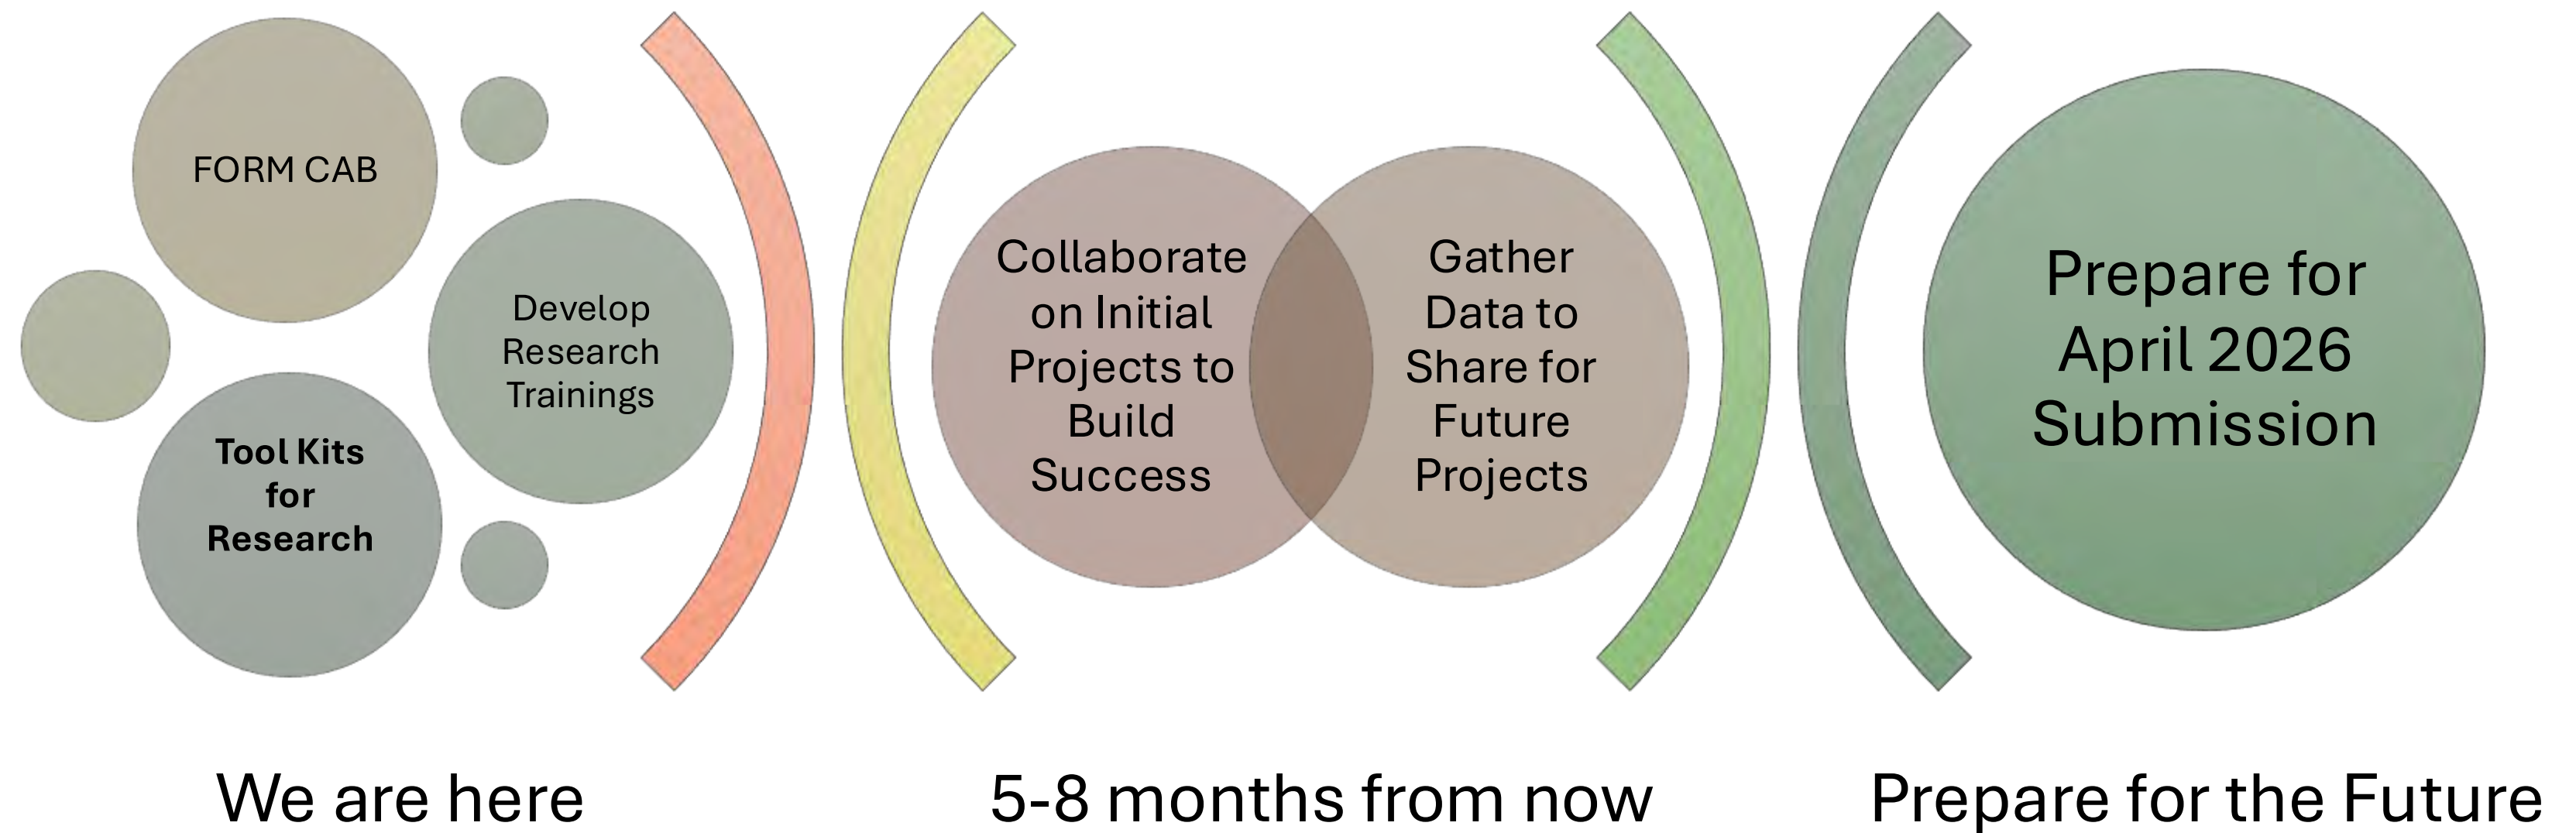 FORM CAB
Develop
Research
Trainings
Tool Kits
for
Research
Collaborate
on Initial
Projects to
Build
Success
Gather
Data to
Share for
Future
Projects
Prepare for
April 2026
Submission
We are here
5-8 months from now
Prepare for the Future